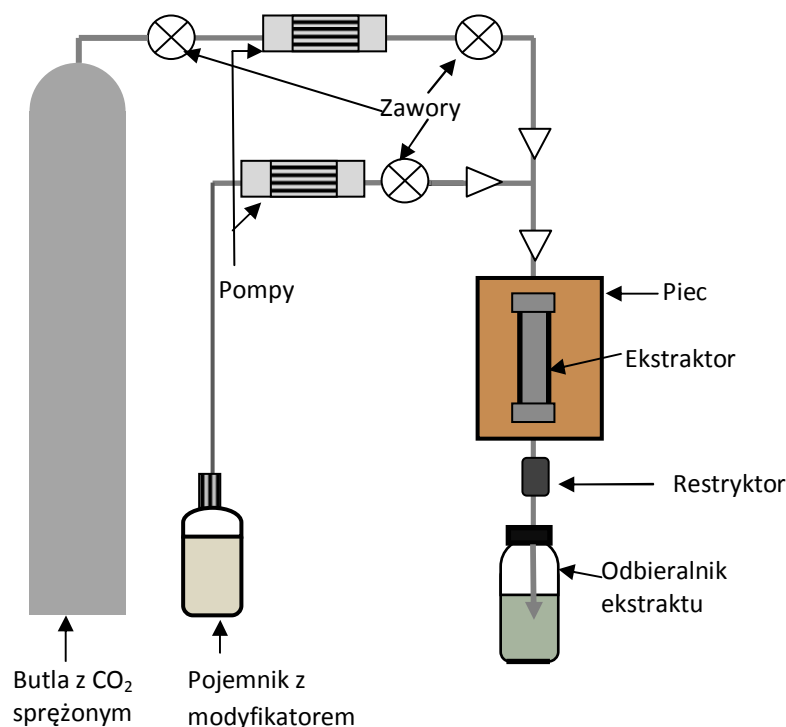 Zawory
Pompy
Piec
Ekstraktor
Restryktor
Odbieralnik
ekstraktu
Butla z CO₂
sprężonym
Pojemnik z
modyfikatorem